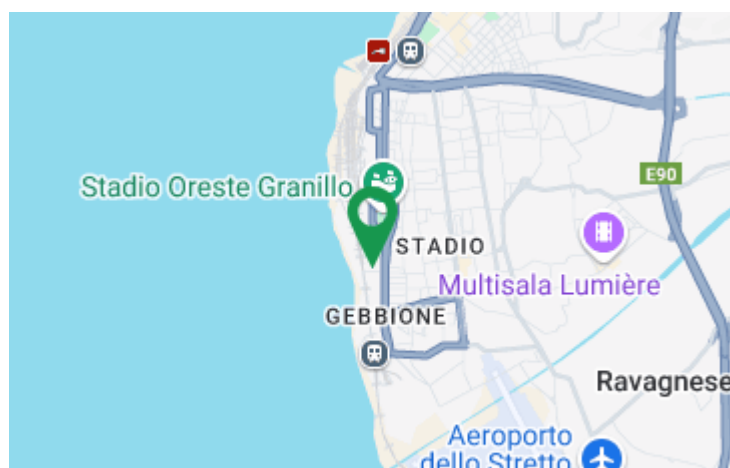 E90
Stadio Oreste Granillo
STADIO
Multisala Lumière
GEBBIONE
Ravagnese
Aeroporto
dello Stretto